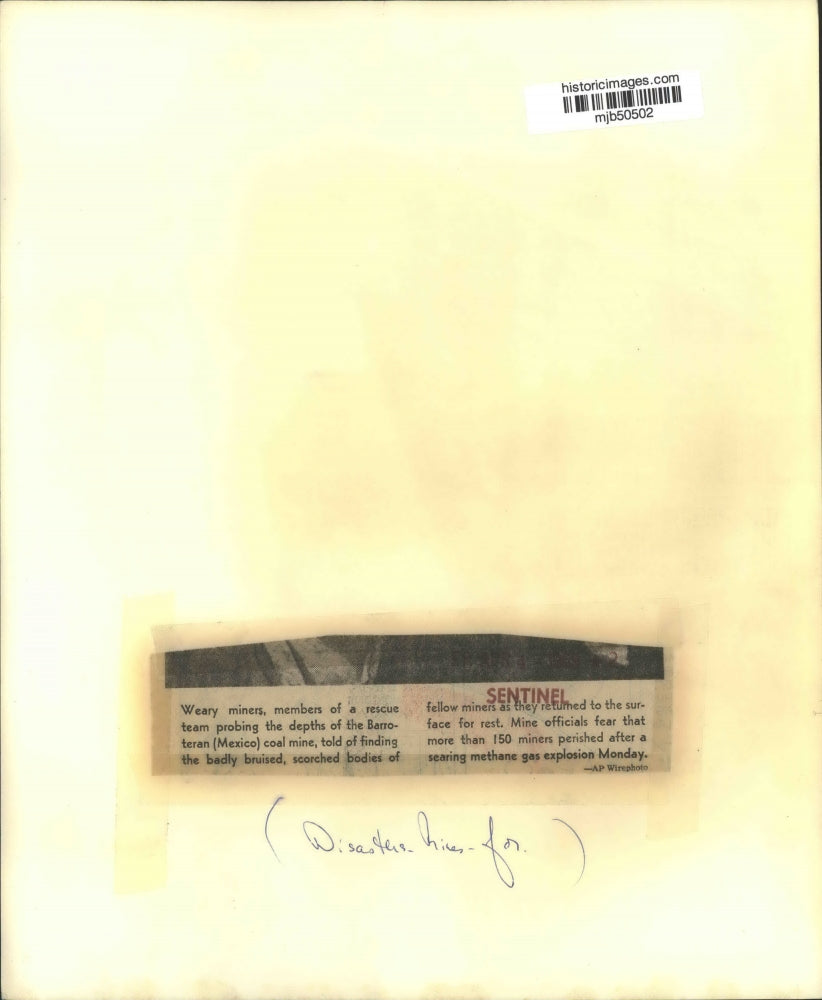 historicimages.com
mjb50502
SENTINEL
Weary miners, members of a rescue
team probing the depths of the Barro-
teran (Mexico) coal mine, told of finding
the badly bruised, scorched bodies of
fellow miners as they returned to the sur-
face for rest. Mine officials fear that
more than 150 miners perished after a
searing methane gas explosion Monday.
—AP Wirephoto
(Disasters- Mines- for.)